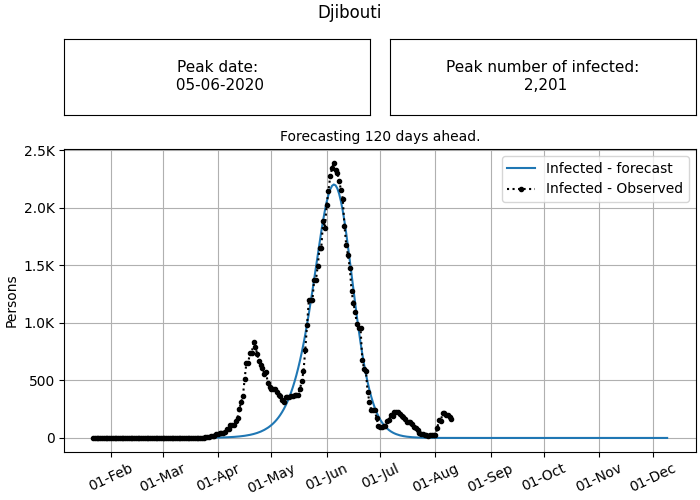 Djibouti
Peak date:
05-06-2020
Peak number of infected:
2,201
Forecasting 120 days ahead.
2.5K
2.0K
1.5K
1.0K
500
0
Persons
Infected - forecast
Infected - Observed
01-Feb
01-Mar
01-Apr
01-May
01-Jun
01-Jul
01-Aug
01-Sep
01-Oct
01-Nov
01-Dec